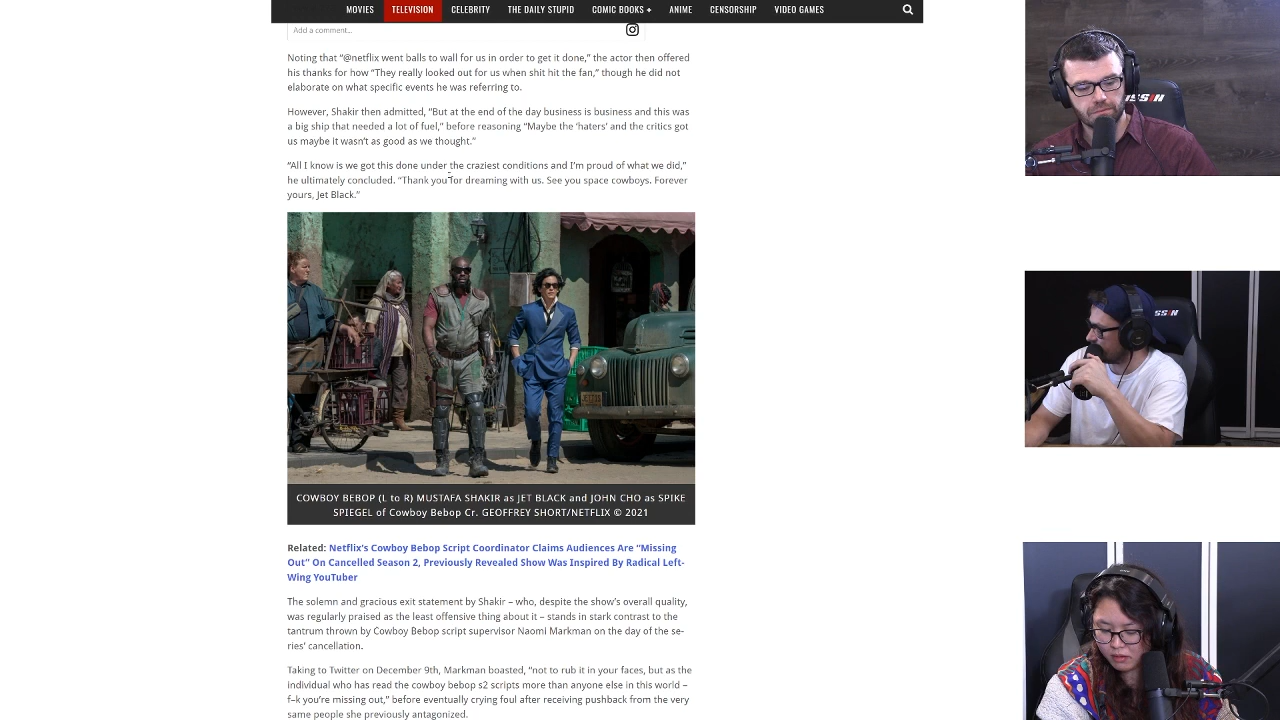 MOVIES TELEVISION CELEBRITY THE DAILY STUPID COMIC BOOKS + ANIME CENSORSHIP VIDEO GAMES
Add a comment...
Noting that “@netflix went balls to wall for us in order to get it done,” the actor then offered
his thanks for how “They really looked out for us when shit hit the fan,” though he did not
elaborate on what specific events he was referring to.
However, Shakir then admitted, “But at the end of the day business is business and this was
a big ship that needed a lot of fuel,” before reasoning “Maybe the ‘haters’ and the critics got
us maybe it wasn’t as good as we thought.”
“All I know is we got this done under the craziest conditions and I’m proud of what we did,”
he ultimately concluded. “Thank you for dreaming with us. See you space cowboys. Forever
yours, Jet Black.”
COWBOY BEBOP (L to R) MUSTAFA SHAKIR as JET BLACK and JOHN CHO as SPIKE
SPIEGEL of Cowboy Bebop Cr. GEOFFREY SHORT/NETFLIX © 2021
Related: Netflix’s Cowboy Bebop Script Coordinator Claims Audiences Are “Missing
Out” On Cancelled Season 2, Previously Revealed Show Was Inspired By Radical Left-
Wing YouTuber
The solemn and gracious exit statement by Shakir – who, despite the show’s overall quality,
was regularly praised as the least offensive thing about it – stands in stark contrast to the
tantrum thrown by Cowboy Bebop script supervisor Naomi Markman on the day of the se-
ries’ cancellation.
Taking to Twitter on December 9th, Markman boasted, “not to rub it in your faces, but as the
individual who has read the cowboy bebop s2 scripts more than anyone else in this world –
f–k you’re missing out,” before eventually crying foul after receiving pushback from the very
same people she previously antagonized.